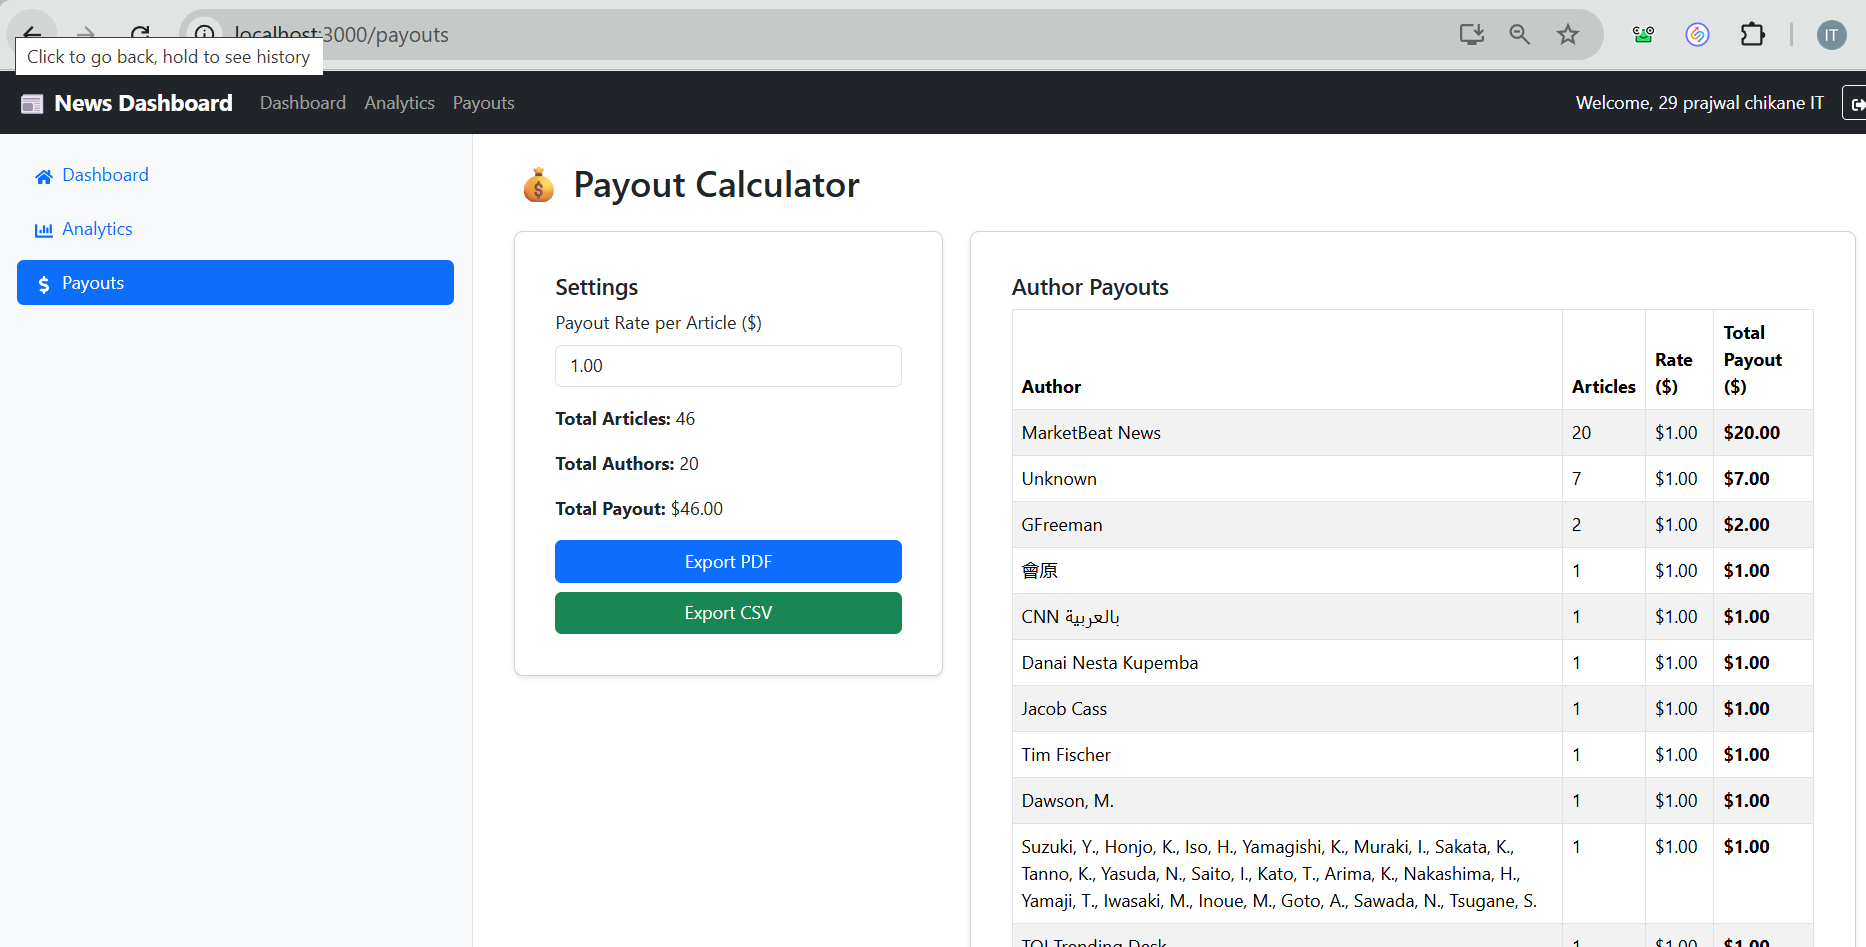 localhost:3000/payouts
IT
Click to go back, hold to see history
News Dashboard
Dashboard
Analytics
Payouts
Welcome, 29 prajwal chikane IT
Dashboard
Analytics
Payouts
Payout Calculator
Settings
Payout Rate per Article ($)
1.00
Total Articles: 46
Total Authors: 20
Total Payout: $46.00
Export PDF
Export CSV
Author Payouts
Author Articles Rate ($) Total Payout ($)
MarketBeat News 20 $1.00 $20.00
Unknown 7 $1.00 $7.00
GFreeman 2 $1.00 $2.00
會原 1 $1.00 $1.00
CNN بالعربية 1 $1.00 $1.00
Danai Nesta Kupemba 1 $1.00 $1.00
Jacob Cass 1 $1.00 $1.00
Tim Fischer 1 $1.00 $1.00
Dawson, M. 1 $1.00 $1.00
Suzuki, Y., Honjo, K., Iso, H., Yamagishi, K., Muraki, I., Sakata, K., 1 $1.00 $1.00
Tanno, K., Yasuda, N., Saito, I., Kato, T., Arima, K., Nakashima, H.,
Yamaji, T., Iwasaki, M., Inoue, M., Goto, A., Sawada, N., Tsugane, S.
TOI Trending Desk 1 $1.00 $1.00